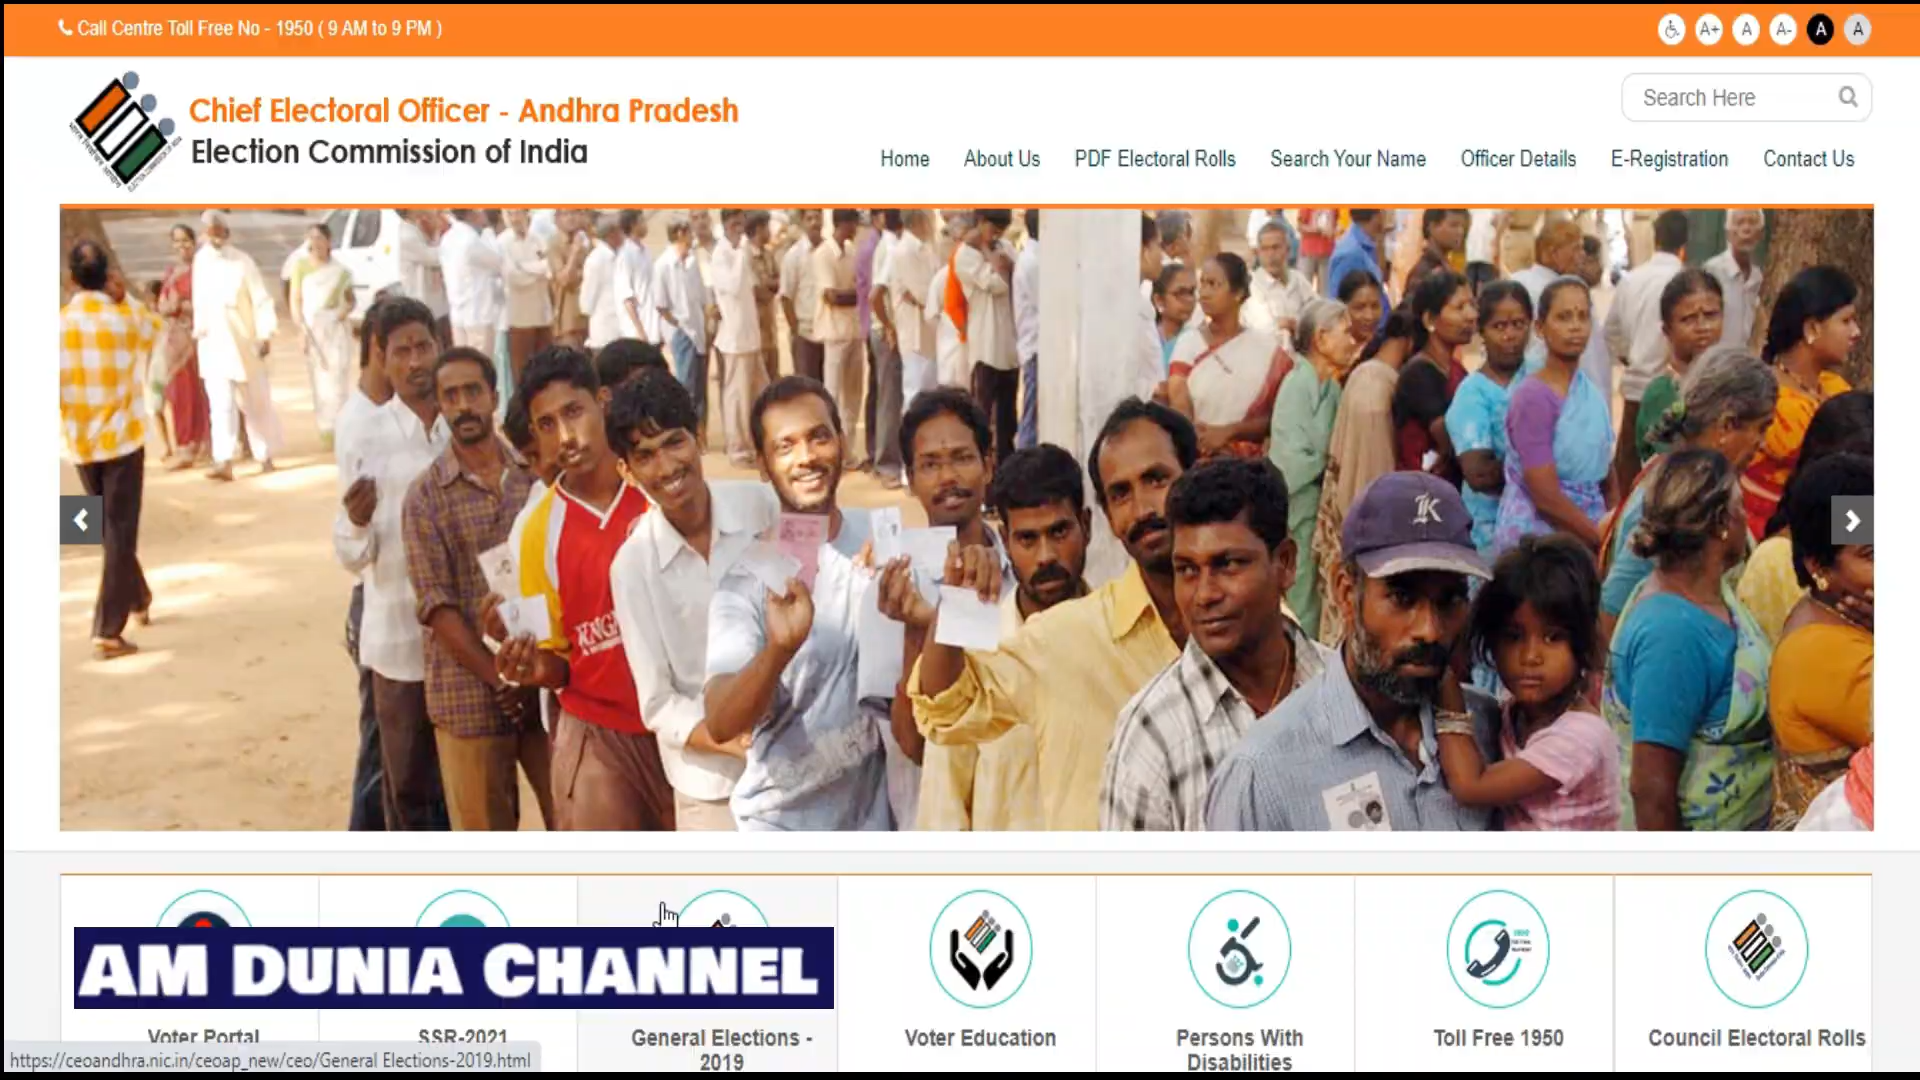 Call Centre Toll Free No - 1950 ( 9 AM to 9 PM )
A+ A A- A A
Chief Electoral Officer - Andhra Pradesh
Election Commission of India
Search Here
Home About Us PDF Electoral Rolls Search Your Name Officer Details E-Registration Contact Us
K
AM DUNIA CHANNEL
Voter Portal
SSR-2021
General Elections -
2019
Voter Education
Persons With
Disabilities
Toll Free 1950
Council Electoral Rolls
https://ceoandhra.nic.in/ceoap_new/ceo/General Elections-2019.html